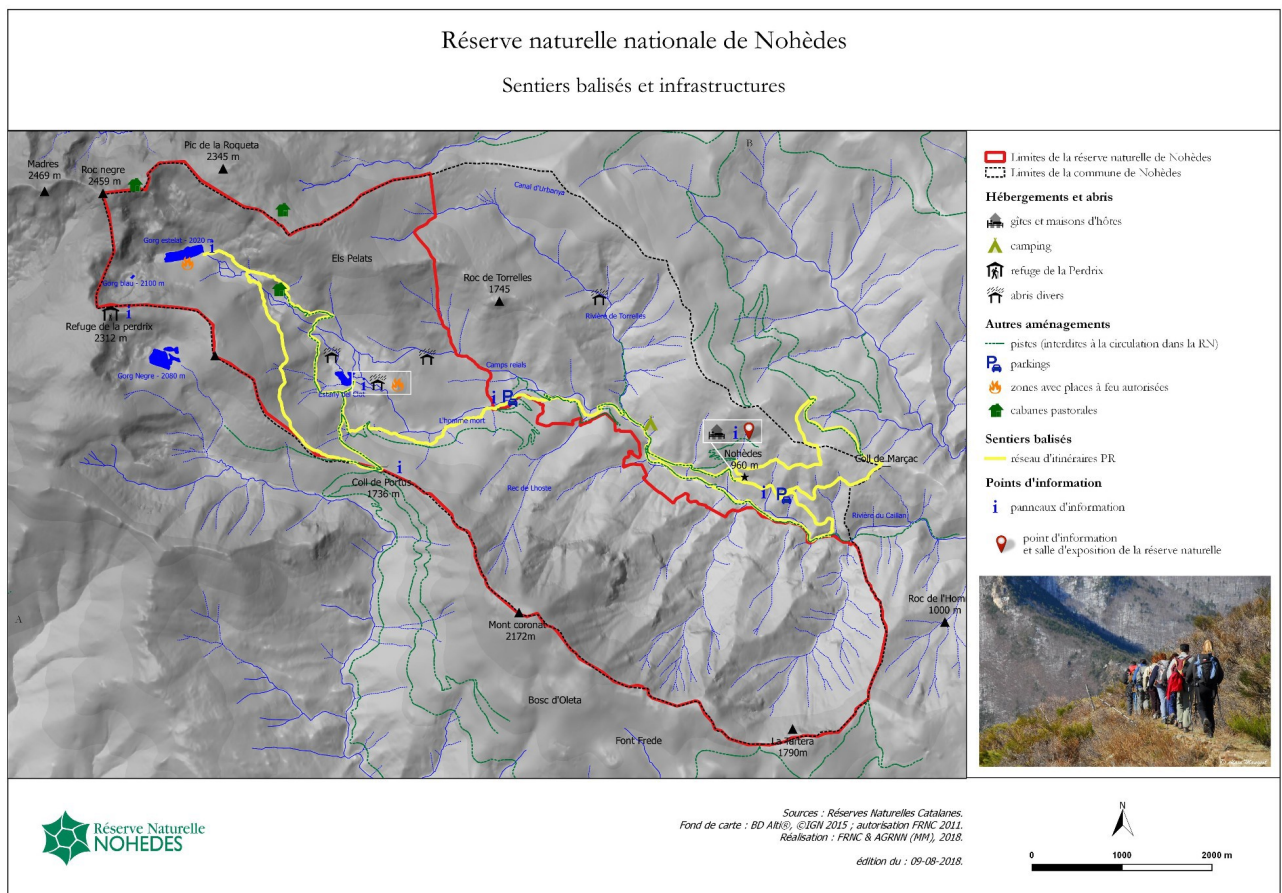 Réserve naturelle nationale de Nohèdes
Sentiers balisés et infrastructures
Madres
2469 m
Roc negre
2459 m
Pic de la Roqueta
2345 m
B
Canal d'Urbanya
Gorg estelat - 2020 m
i
Els Pelats
Roc de Torrelles
1745
Gorg blau - 2100 m
i
Refuge de la perdrix
2312 m
Rivière de Torrelles
Gorg Negre - 2080 m
Camps reials
Estany del Clot
i
i P
L'homme mort
i
Nohèdes
960 m
Coll de Marçac
i
Coll de Portus
1736 m
Rec de Lhoste
i P
Rivière du Caillan
A
Mont coronat
2172m
Roc de l'Hom
1000 m
Bosc d'Oleta
Font Frede
La Tartera
1790m
Limites de la réserve naturelle de Nohèdes
Limites de la commune de Nohèdes
Hébergements et abris
gîtes et maisons d'hôtes
camping
refuge de la Perdrix
abris divers
Autres aménagements
pistes (interdites à la circulation dans la RN)
P parkings
zones avec places à feu autorisées
cabanes pastorales
Sentiers balisés
réseau d'itinéraires PR
Points d'information
i panneaux d'information
point d'information
et salle d'exposition de la réserve naturelle
Réserve Naturelle
NOHEDES
Sources : Réserves Naturelles Catalanes.
Fond de carte : BD Alti®, ©IGN 2015 ; autorisation FRNC 2011.
Réalisation : FRNC & AGRNN (MM), 2018.
édition du : 09-08-2018.
N
0 1000 2000 m